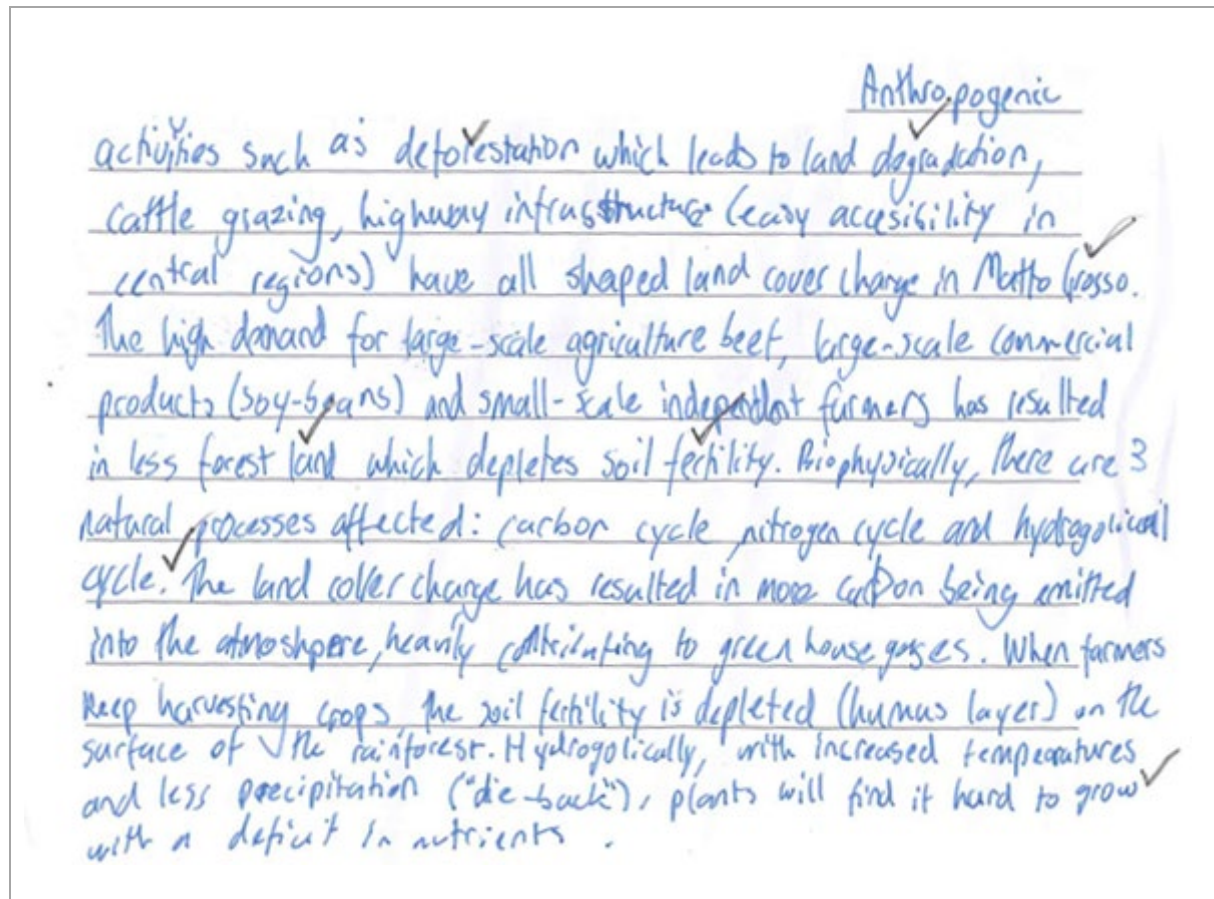 Anthropogenic
activities such as deforestation which leads to land degradation,
cattle grazing, highway infrastructure (easy accesibility in
central regions) have all shaped land cover change in Matto Grosso.
The high demand for large-scale agriculture beef, large-scale commercial
products (soy-beans) and small-scale independent farmers has resulted
in less forest land which depletes soil fertility. Biophysically, there are 3
natural processes affected: carbon cycle, nitrogen cycle and hydrogolical
cycle. The land cover change has resulted in more carbon being emitted
into the atmoshpere, heavily contributing to green house gases. When farmers
keep harvesting crops, the soil fertility is depleted (humus layer) on the
surface of the rainforest. Hydrogolically, with increased tempearatures
and less precipitation ("die-back"), plants will find it hard to grow
with a deficit in nutrients.